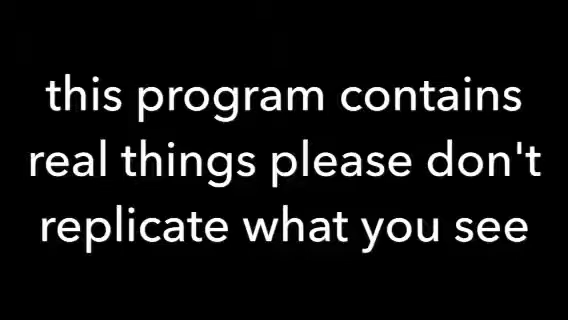 this program contains
real things please don't
replicate what you see